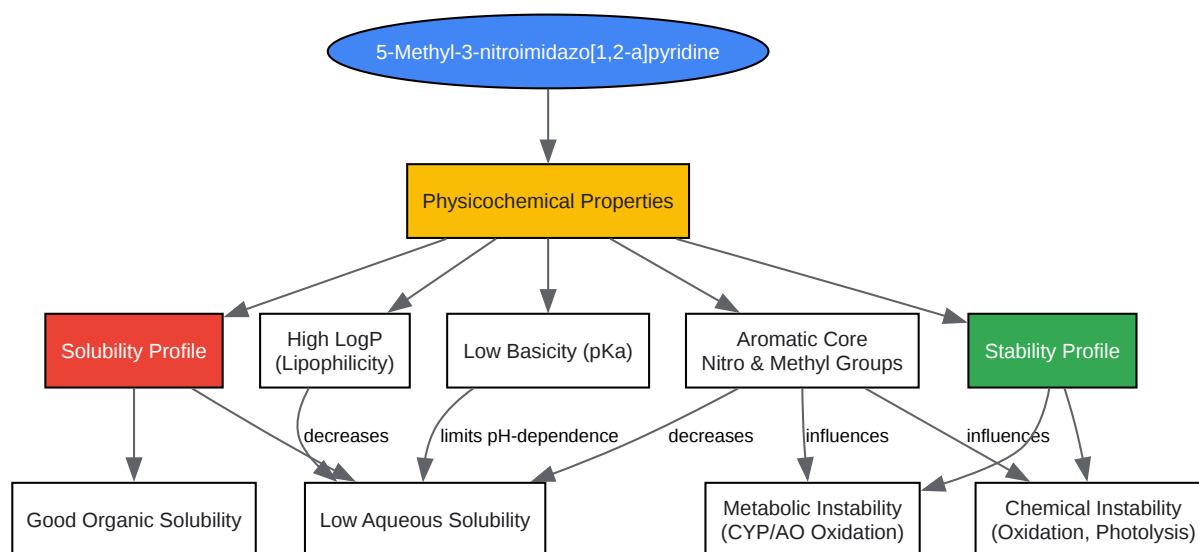 5-Methyl-3-nitroimidazo[1,2-a]pyridine
Physicochemical Properties
Solubility Profile
High LogP
(Lipophilicity)
Low Basicity (pKa)
Aromatic Core
Nitro & Methyl Groups
Stability Profile
decreases
limits pH-dependence
decreases
influences
influences
Good Organic Solubility
Low Aqueous Solubility
Metabolic Instability
(CYP/AO Oxidation)
Chemical Instability
(Oxidation, Photolysis)